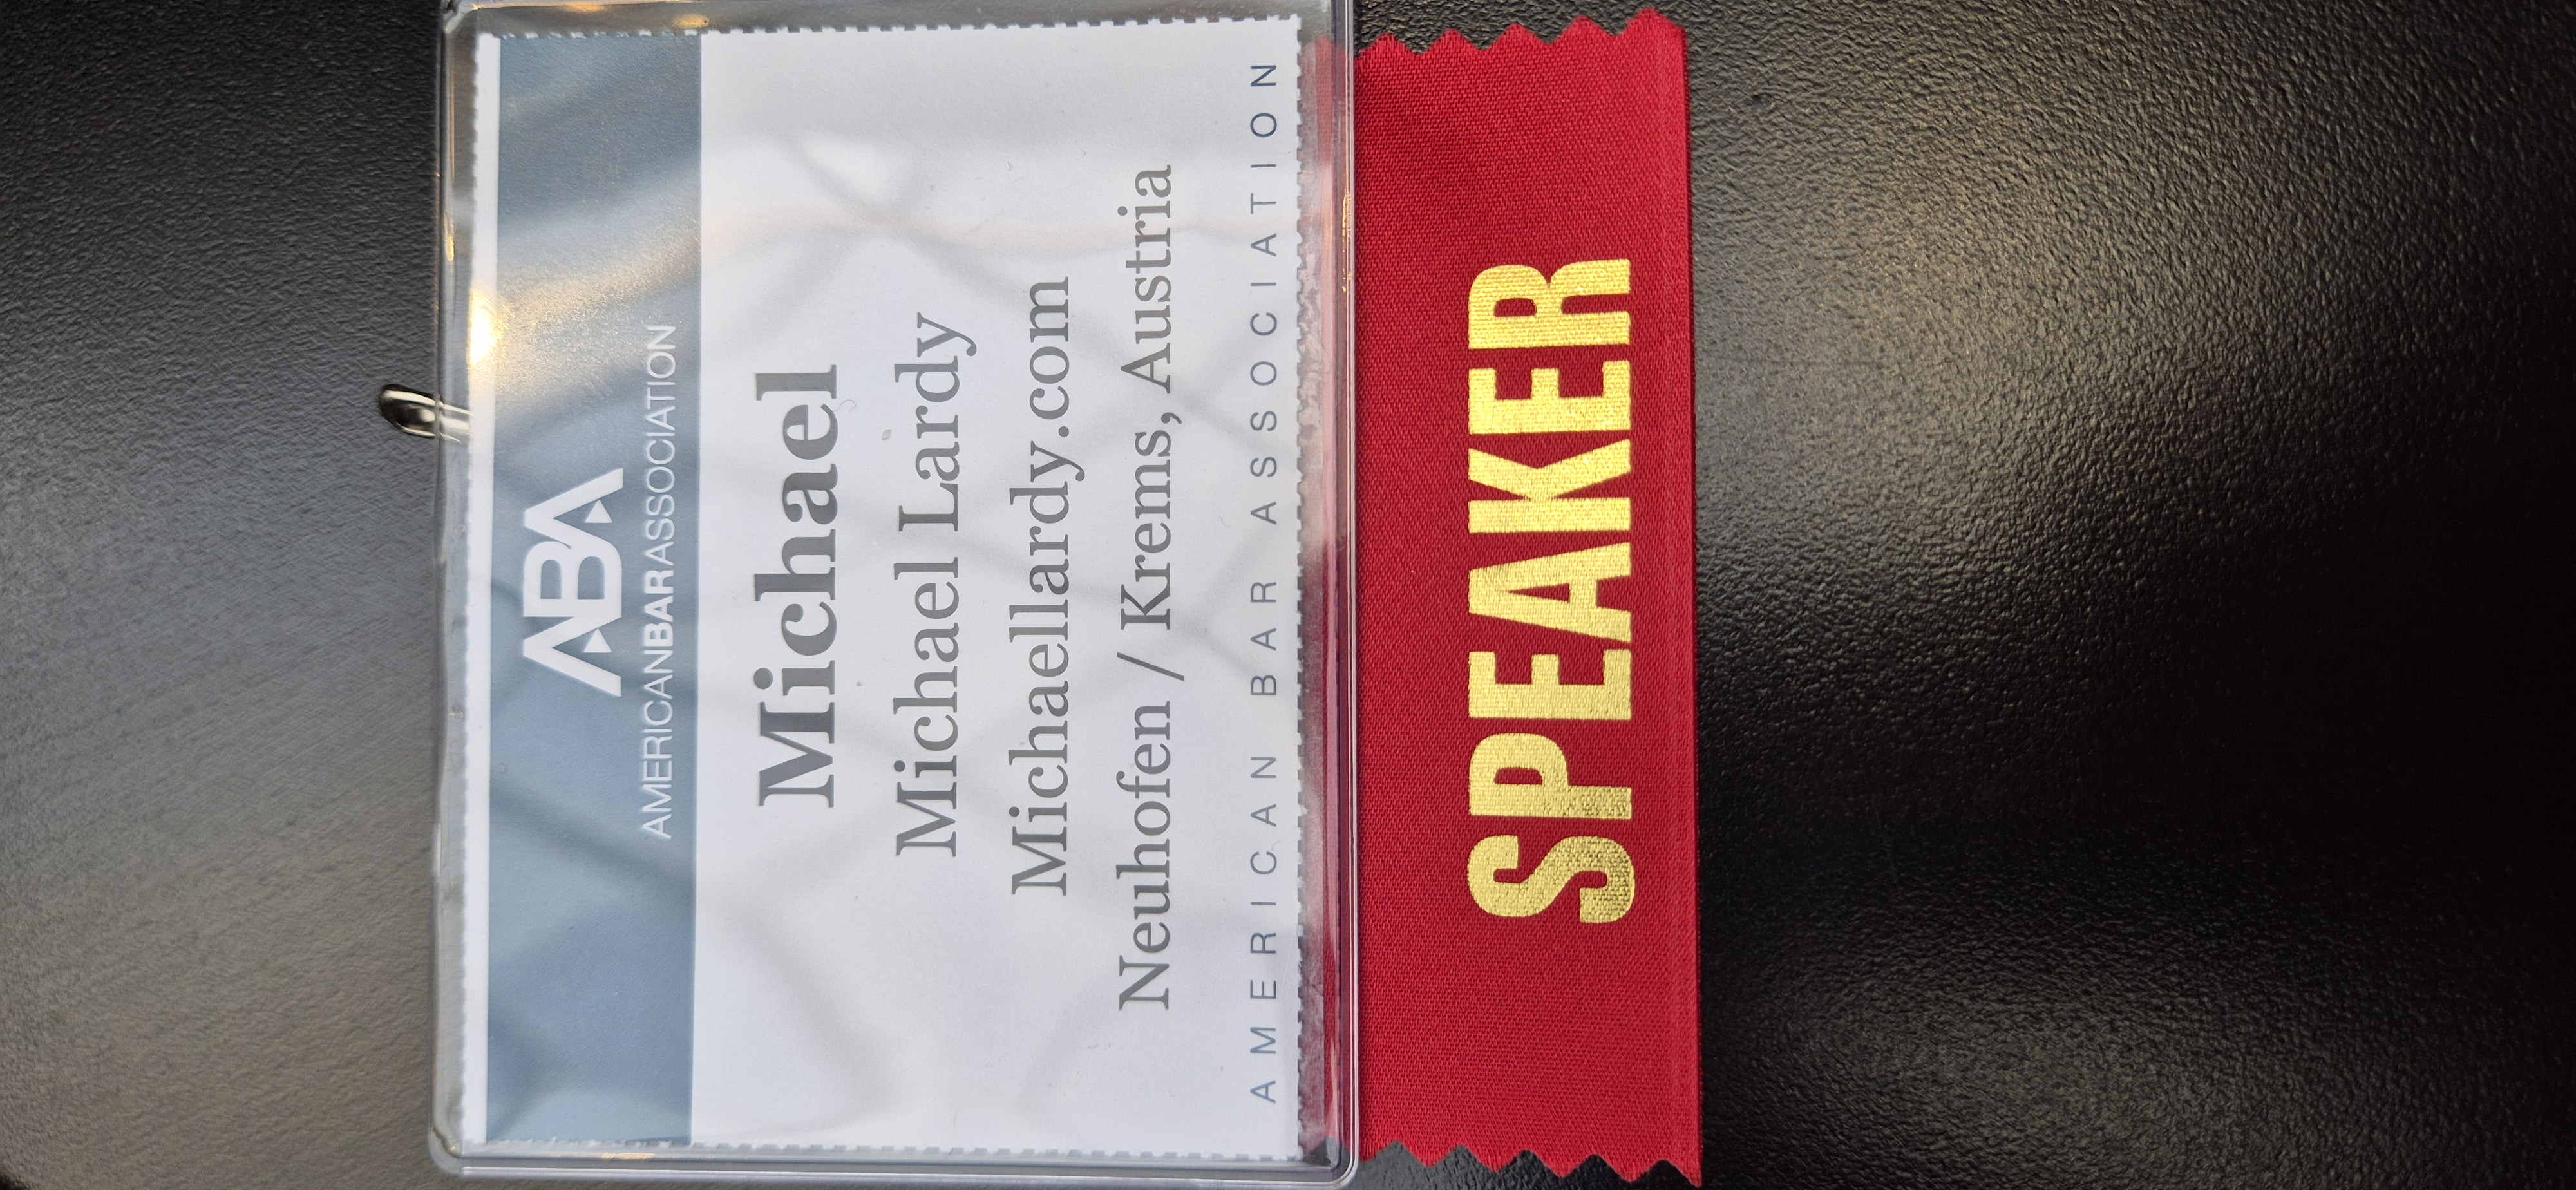 ABA
AMERICANBARASSOCIATION
Michael
Michael Lardy
Michaellardy.com
Neuhofen / Krems, Austria
AMERICAN BAR ASSOCIATION
SPEAKER